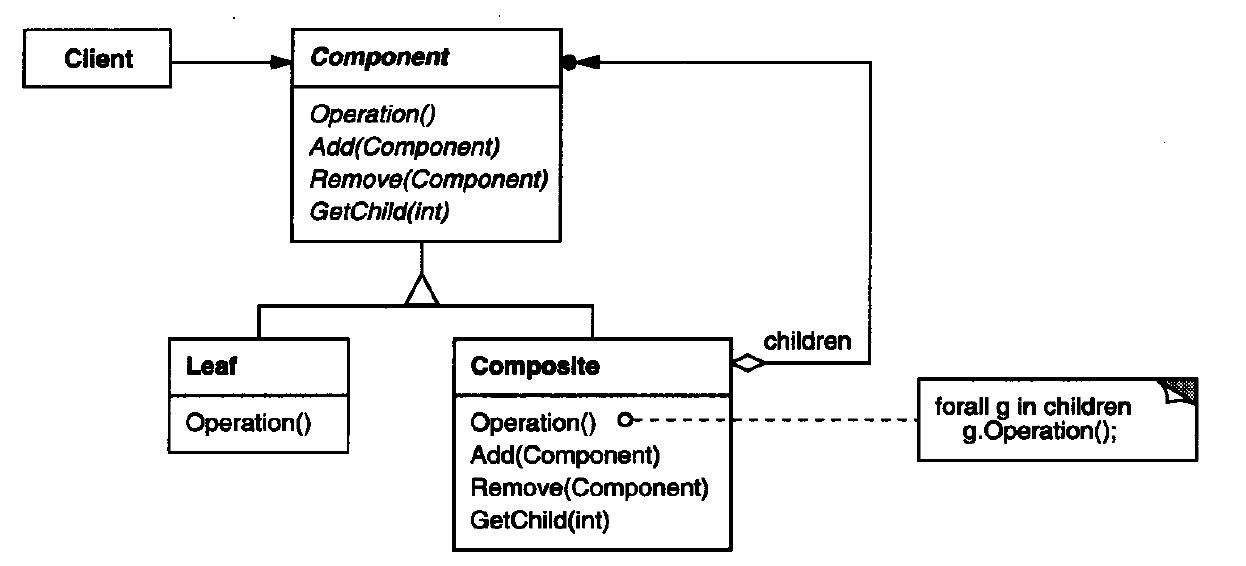 Client
Component
Operation()
Add(Component)
Remove(Component)
GetChild(int)
Leaf
Operation()
Composite
Operation()
Add(Component)
Remove(Component)
GetChild(int)
children
forall g in children
g.Operation();